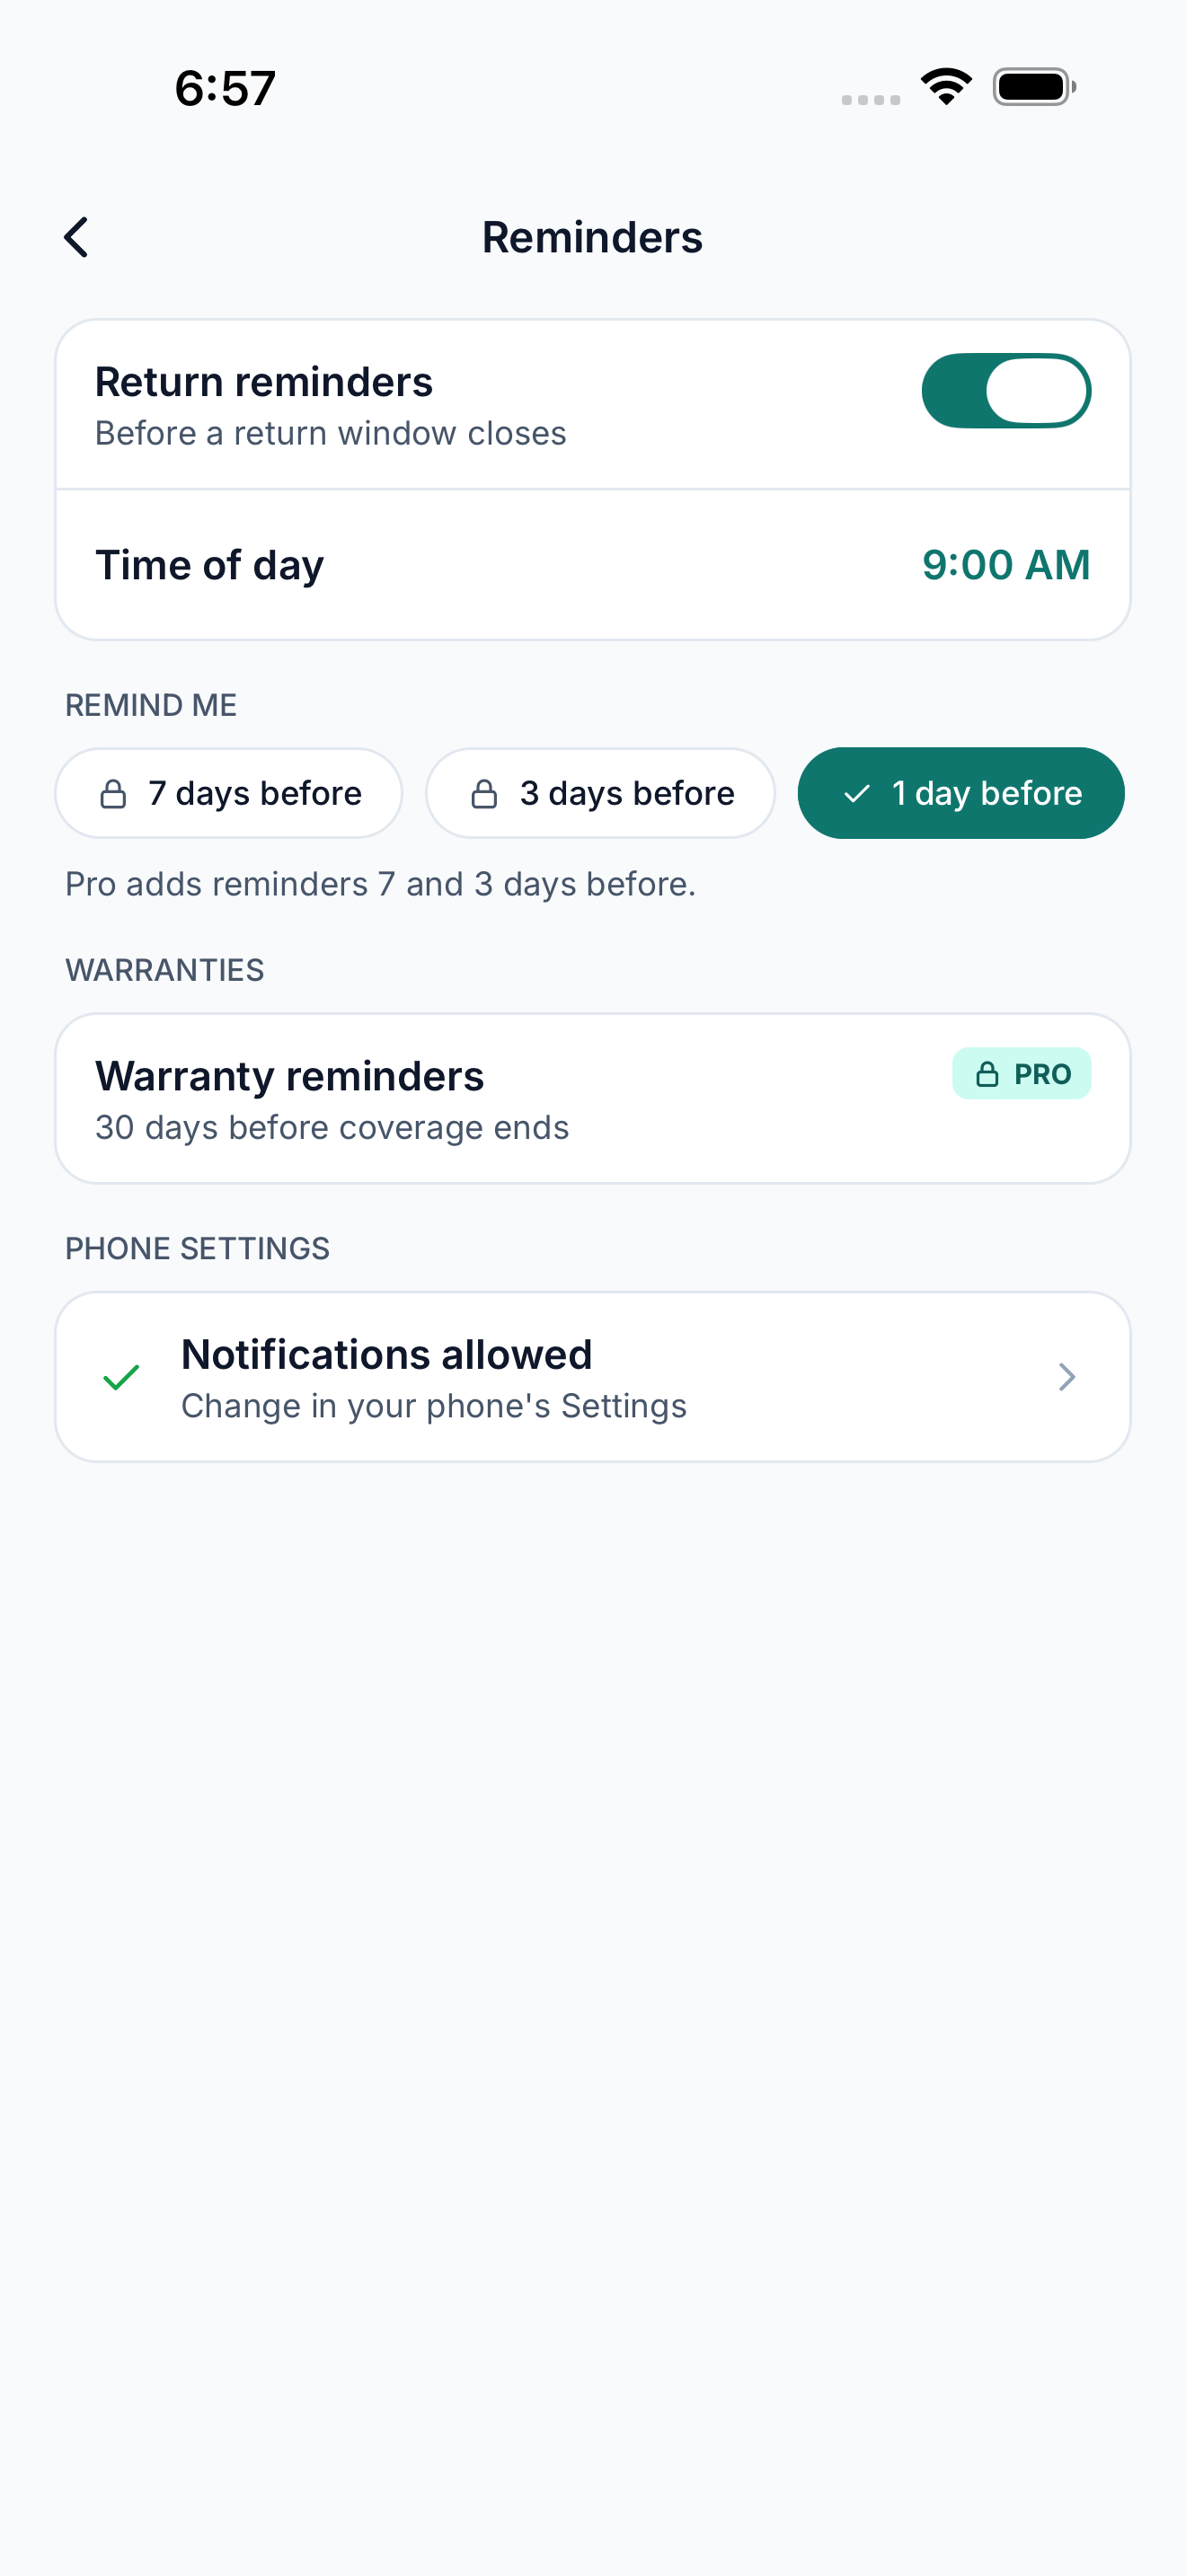 6:57
Reminders
Return reminders
Before a return window closes
Time of day
9:00 AM
REMIND ME
7 days before
3 days before
1 day before
Pro adds reminders 7 and 3 days before.
WARRANTIES
Warranty reminders
PRO
30 days before coverage ends
PHONE SETTINGS
Notifications allowed
Change in your phone's Settings